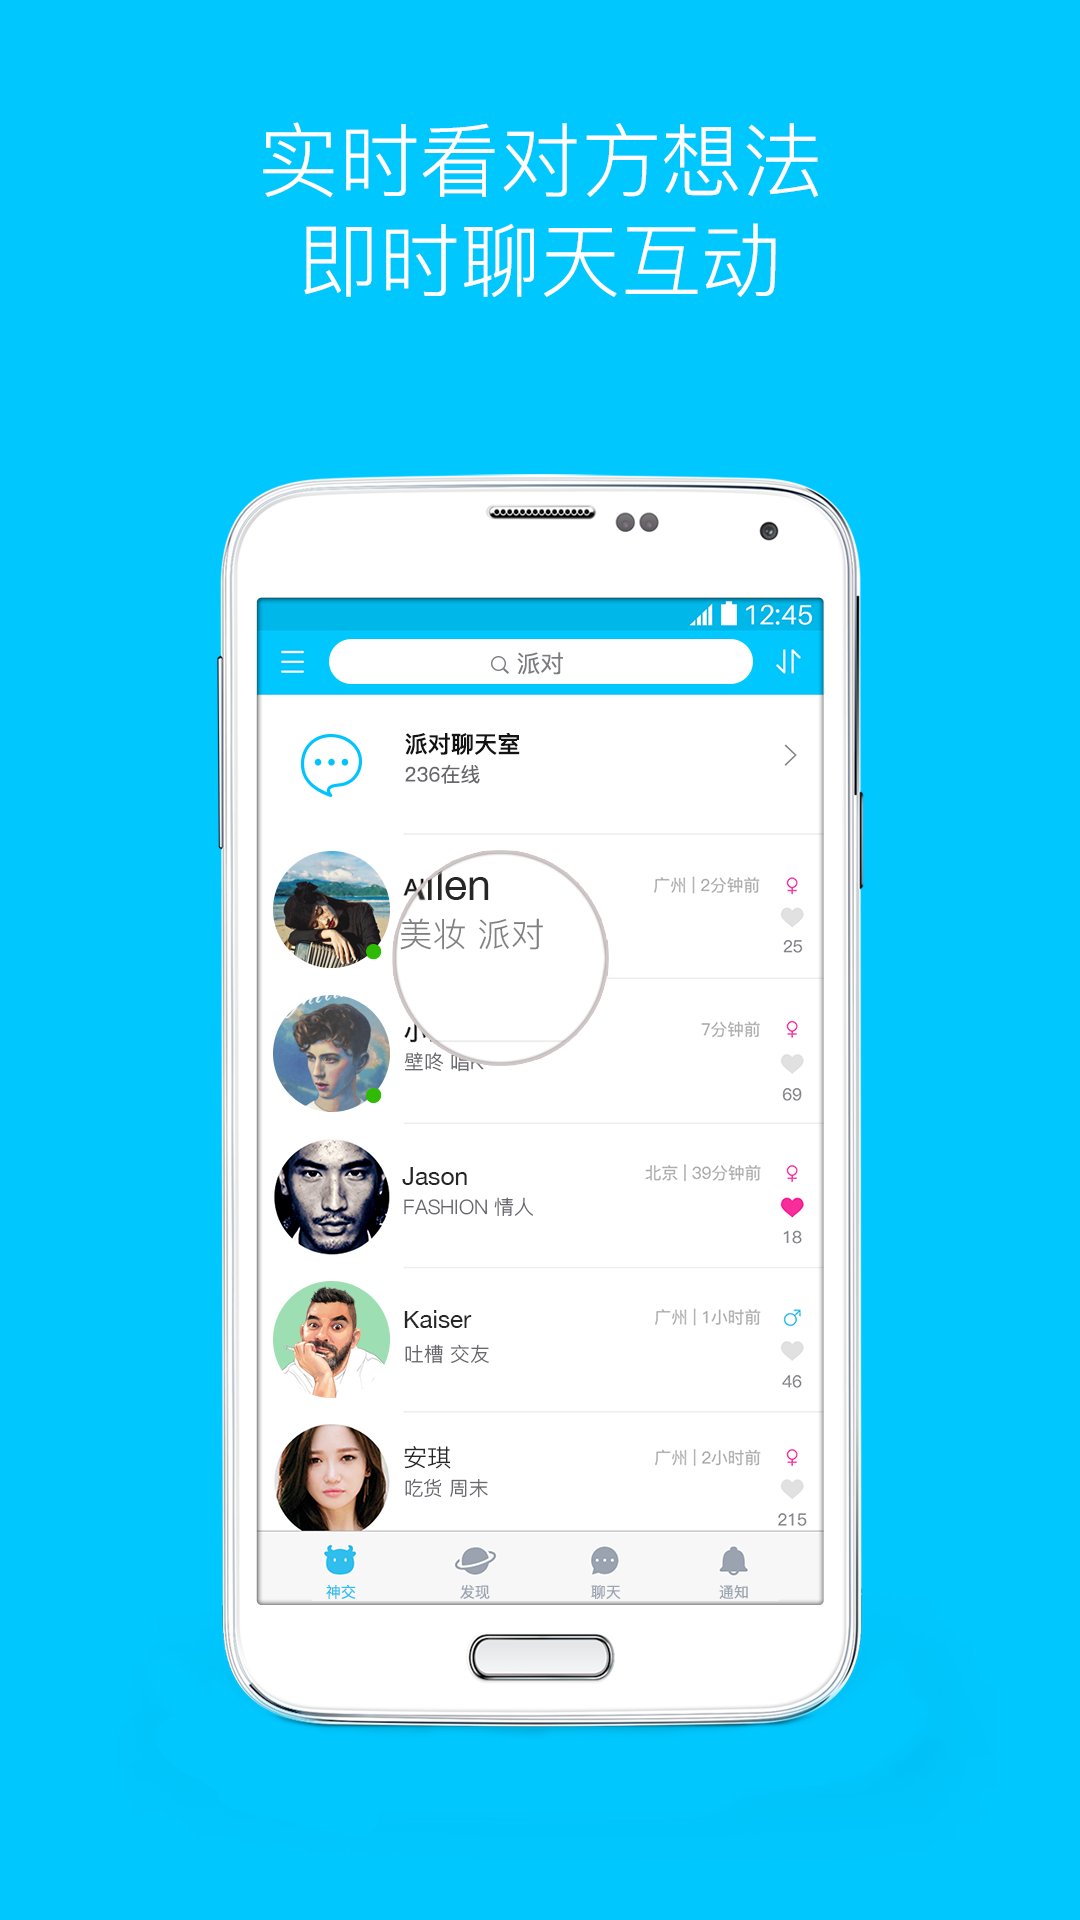 实时看对方想法
即时聊天互动
12:45
派对
派对聊天室
236在线
Allen
广州 | 2分钟前
美妆 派对
25
小
7分钟前
壁咚 唱K
69
Jason
北京 | 39分钟前
FASHION 情人
18
Kaiser
广州 | 1小时前
吐槽 交友
46
安琪
广州 | 2小时前
吃货 周末
215
神交
发现
聊天
通知